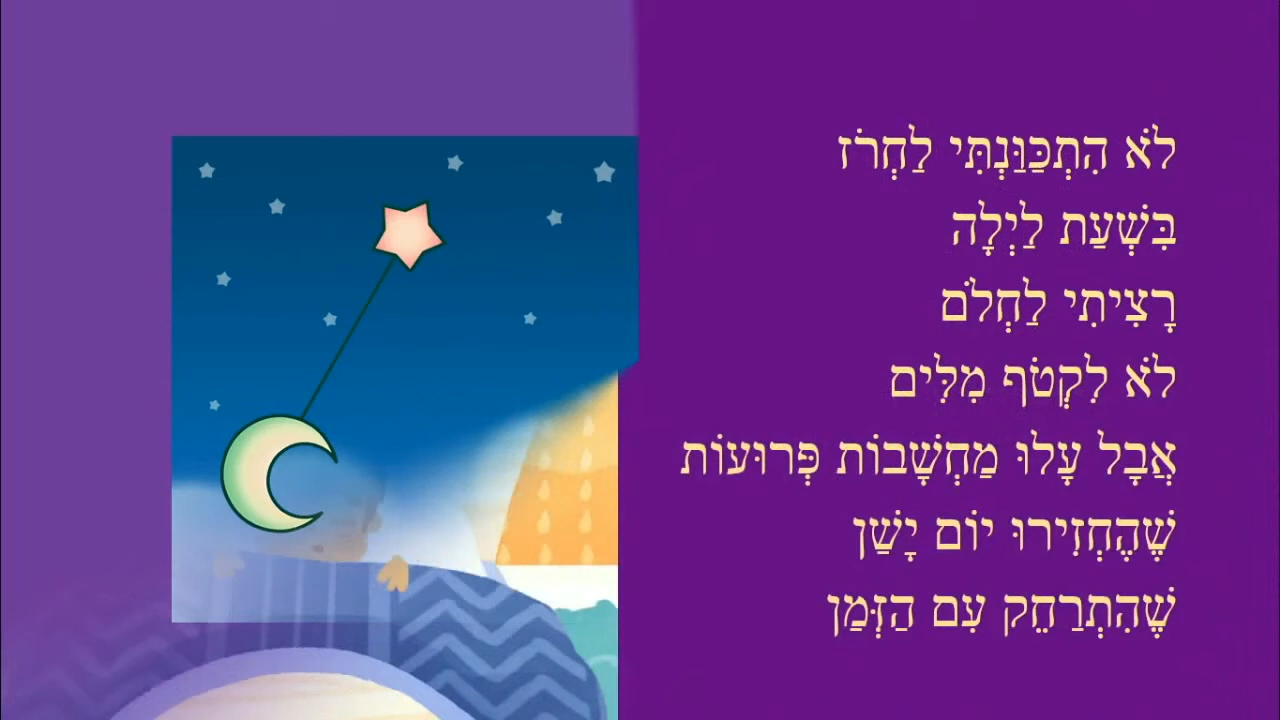 לֹא הִתְכַּוַּנְתִּי לַחְרֹז
בִּשְׁעַת לַיְלָה
רָצִיתִי לַחְלֹם
לֹא לִקְטֹף מִלִּים
אֲבָל עָלוּ מַחְשָׁבוֹת פְּרוּעוֹת
שֶׁהֶחְזִירוּ יוֹם יָשַׁן
שֶׁהִתְרַחֵק עִם הַזְּמַן